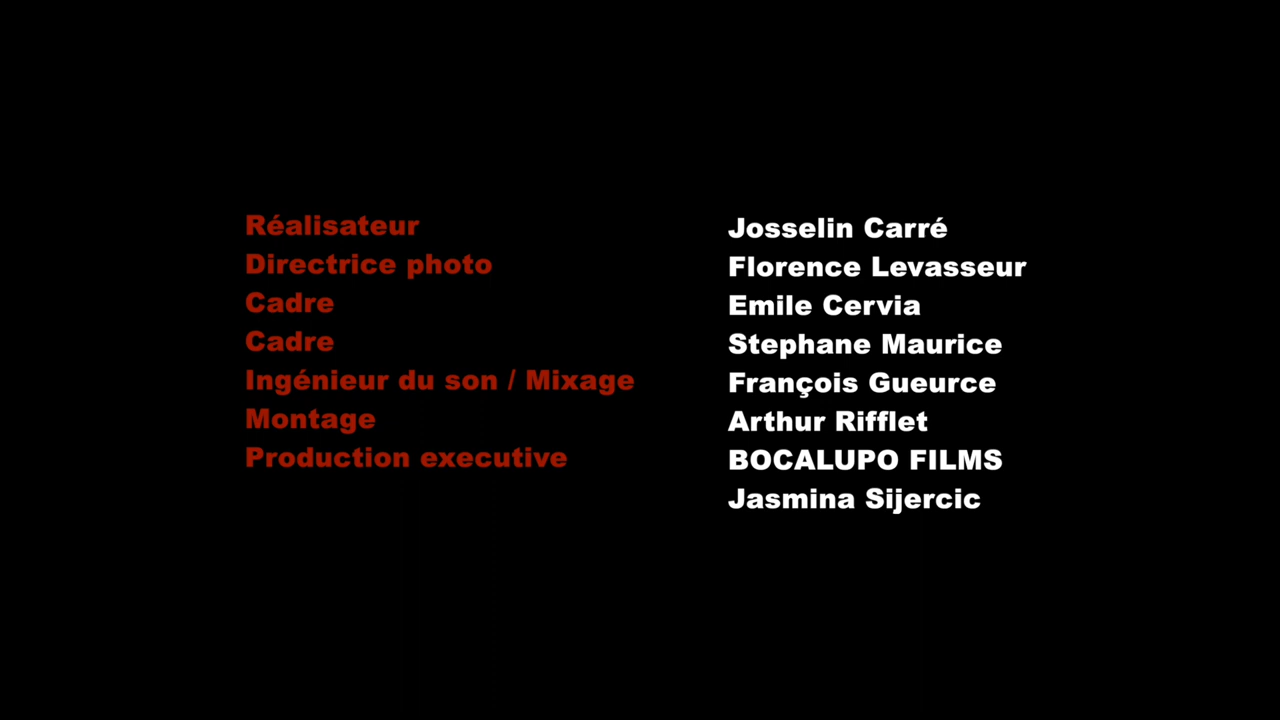 Réalisateur Josselin Carré
Directrice photo Florence Levasseur
Cadre Emile Cervia
Cadre Stephane Maurice
Ingénieur du son / Mixage François Gueurce
Montage Arthur Rifflet
Production executive BOCALUPO FILMS
Jasmina Sijercic